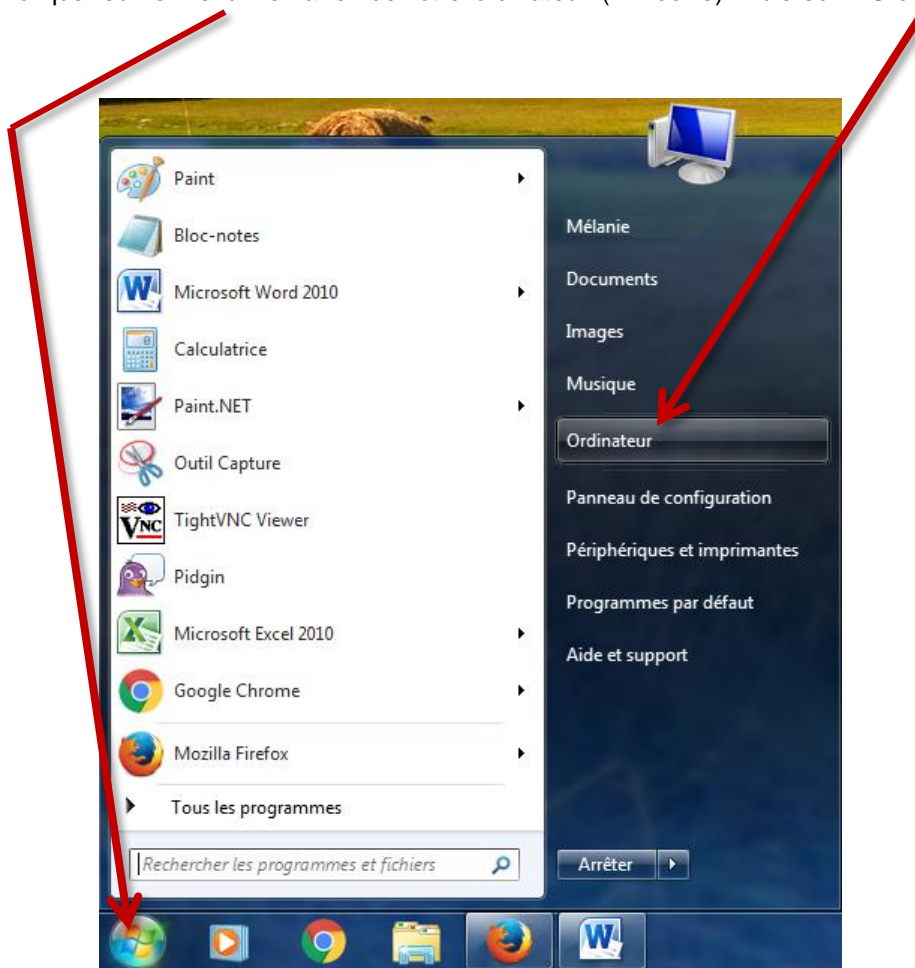 Paint
Bloc-notes
Microsoft Word 2010
Calculatrice
Paint.NET
Outil Capture
VNC
TightVNC Viewer
Pidgin
Microsoft Excel 2010
Google Chrome
Mozilla Firefox
Tous les programmes
Rechercher les programmes et fichiers
Mélanie
Documents
Images
Musique
Ordinateur
Panneau de configuration
Périphériques et imprimantes
Programmes par défaut
Aide et support
Arrêter